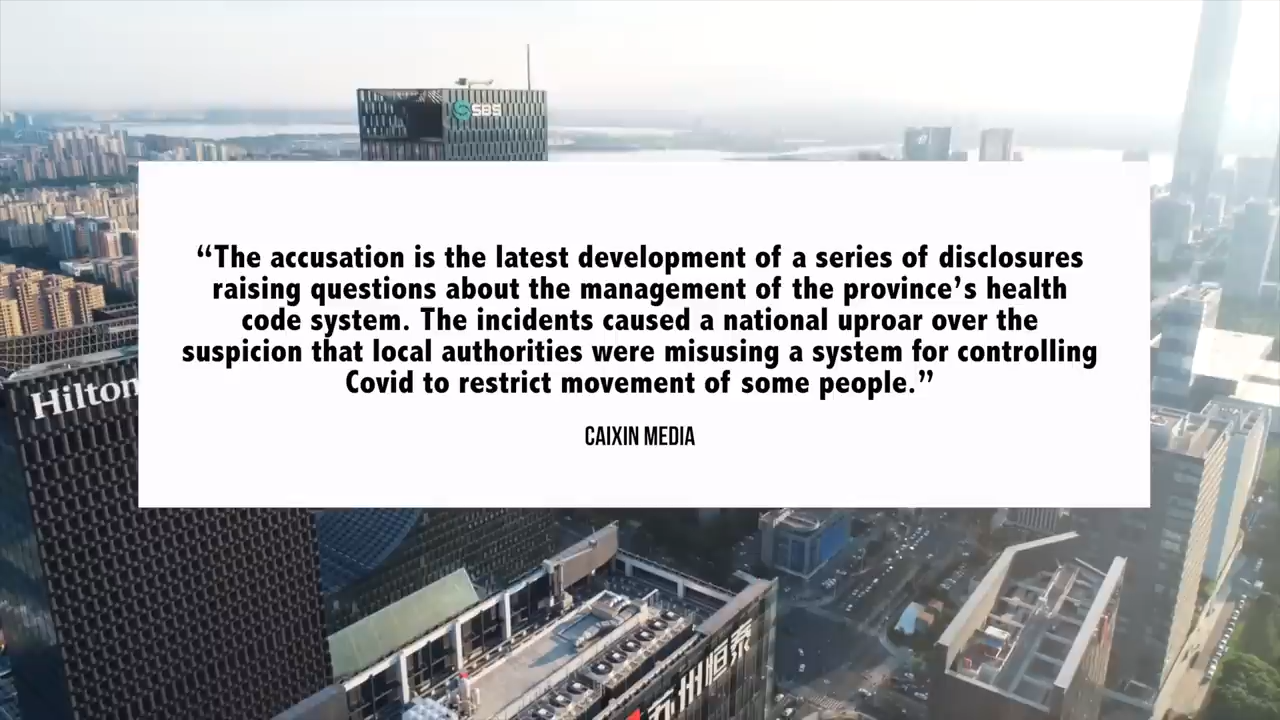 SBS
“The accusation is the latest development of a series of disclosures
raising questions about the management of the province’s health
code system. The incidents caused a national uproar over the
suspicion that local authorities were misusing a system for controlling
Covid to restrict movement of some people.”
Hilton
CAIXIN MEDIA
苏州恒泰